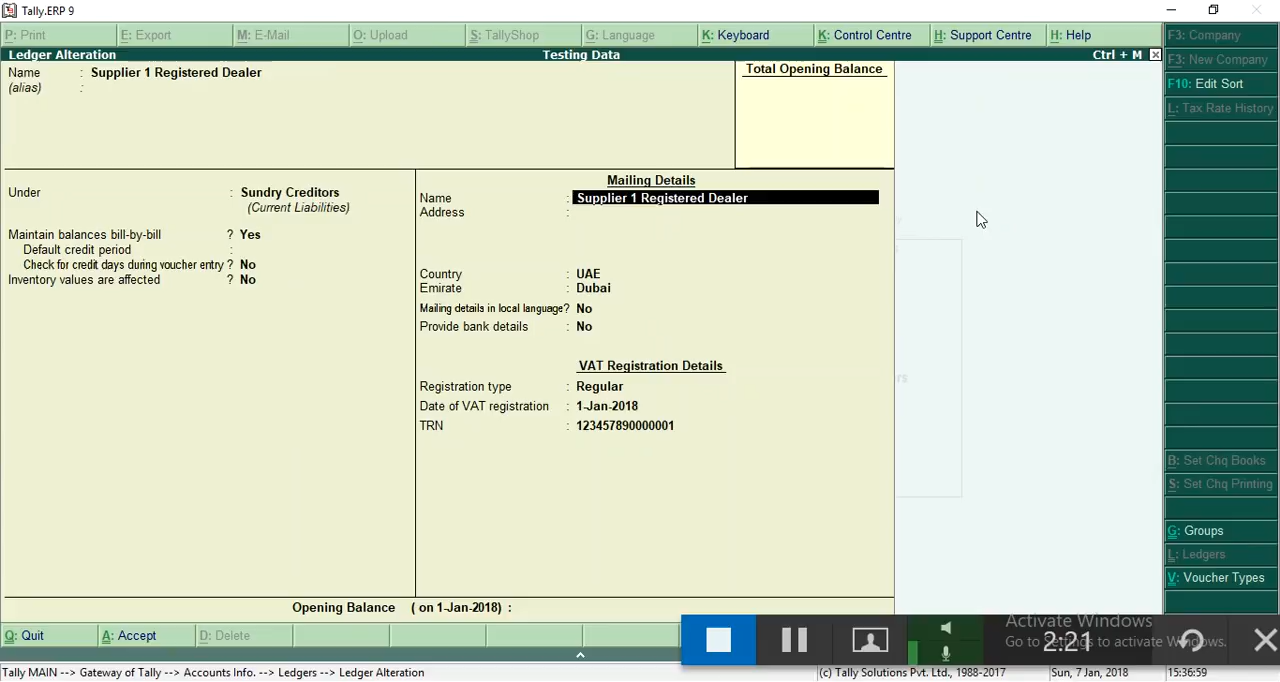 Tally.ERP 9
P: Print E: Export M: E-Mail O: Upload S: TallyShop G: Language K: Keyboard K: Control Centre H: Support Centre H: Help
Ledger Alteration Testing Data Ctrl + M
Name : Supplier 1 Registered Dealer
(alias) :
Total Opening Balance
Under : Sundry Creditors
(Current Liabilities)
Maintain balances bill-by-bill ? Yes
Default credit period :
Check for credit days during voucher entry ? No
Inventory values are affected ? No
Mailing Details
Name : Supplier 1 Registered Dealer
Address :
Country : UAE
Emirate : Dubai
Mailing details in local language? No
Provide bank details : No
VAT Registration Details
Registration type : Regular
Date of VAT registration : 1-Jan-2018
TRN : 123457890000001
Opening Balance ( on 1-Jan-2018) :
F3: Company
F3: New Company
F10: Edit Sort
L: Tax Rate History
B: Set Chq Books
S: Set Chq Printing
G: Groups
L: Ledgers
V: Voucher Types
Q: Quit A: Accept D: Delete
Activate Windows
Go to Settings to activate Windows.
2:21
Tally MAIN --> Gateway of Tally --> Accounts Info. --> Ledgers --> Ledger Alteration (c) Tally Solutions Pvt. Ltd., 1988-2017 Sun, 7 Jan, 2018 15:36:59